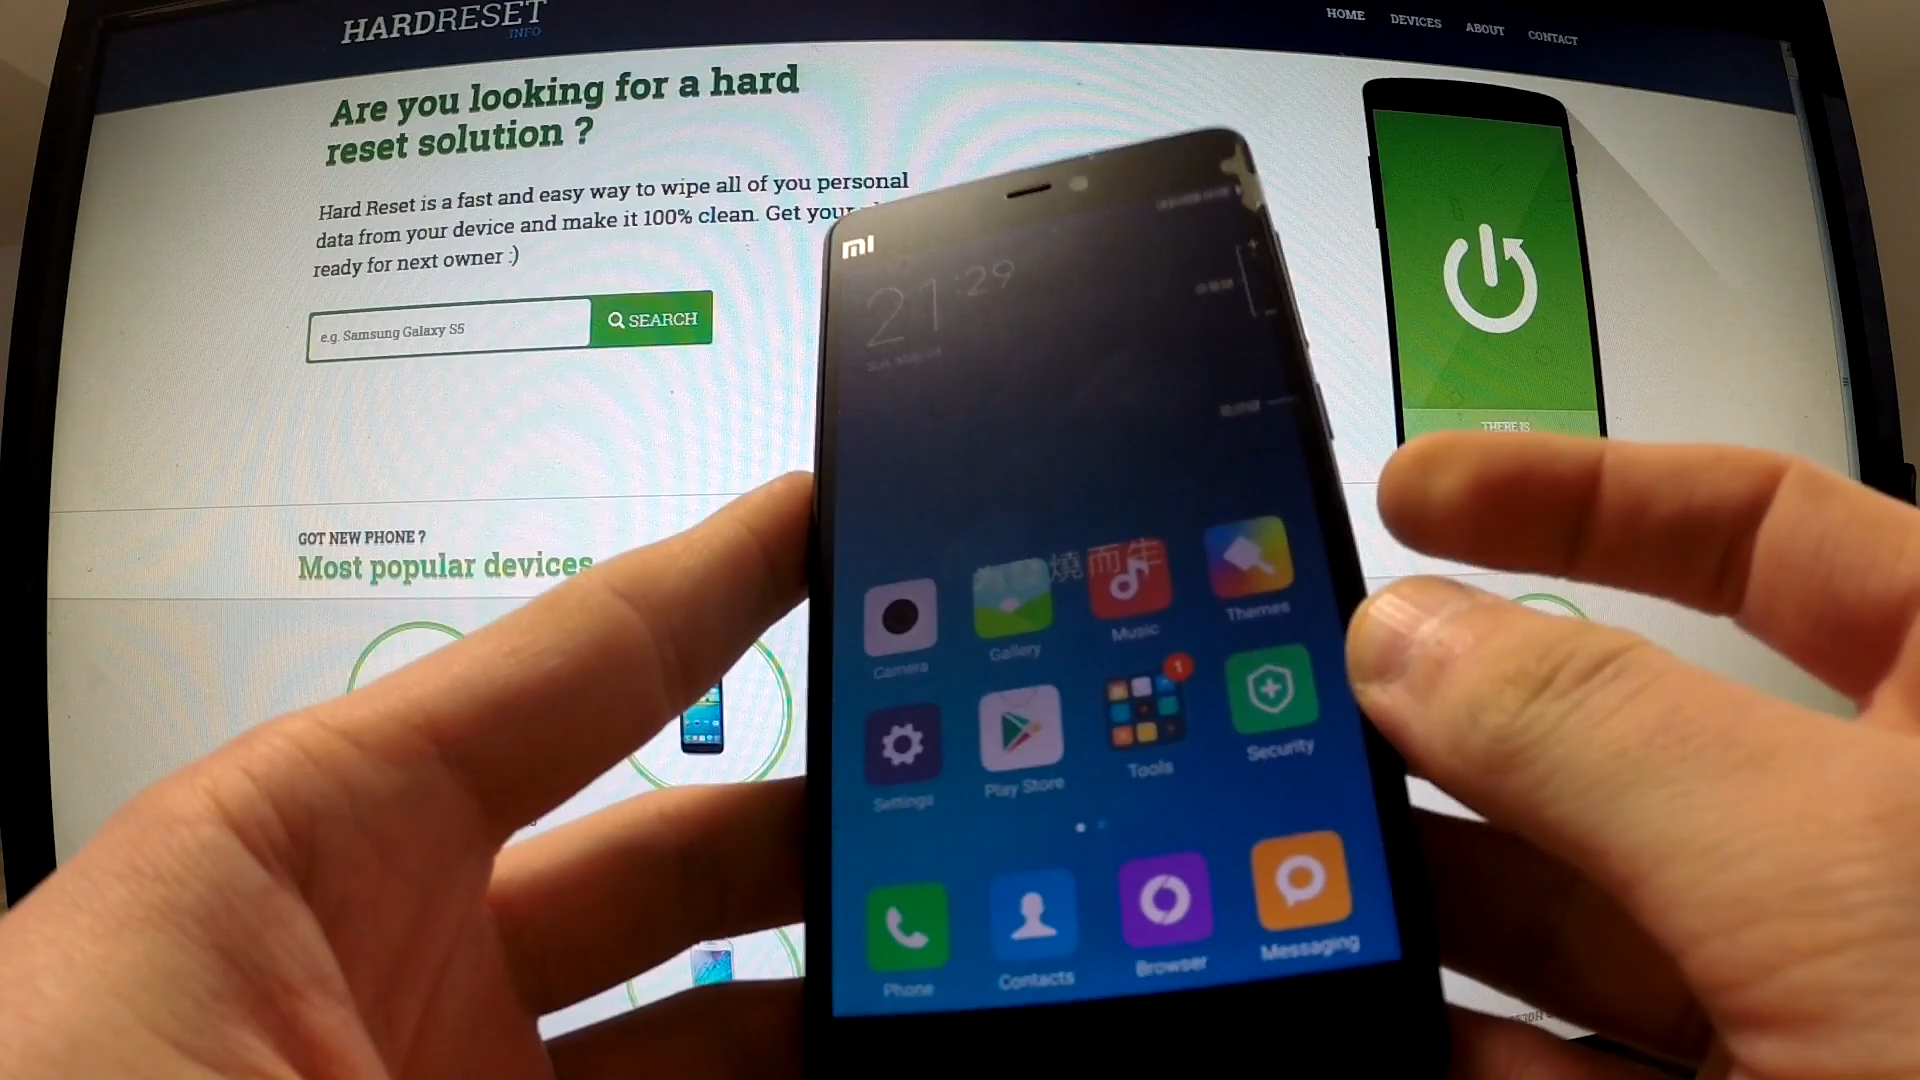 HARDRESET
INFO
HOME
DEVICES
ABOUT
CONTACT
Are you looking for a hard
reset solution ?
Hard Reset is a fast and easy way to wipe all of you personal
data from your device and make it 100% clean. Get your
ready for next owner :)
e.g. Samsung Galaxy S5
SEARCH
THERE IS
GOT NEW PHONE ?
Most popular devices
mi
21:29
燒而生
Camera
Gallery
Music
Themes
1
Settings
Play Store
Tools
Security
Phone
Contacts
Browser
Messaging